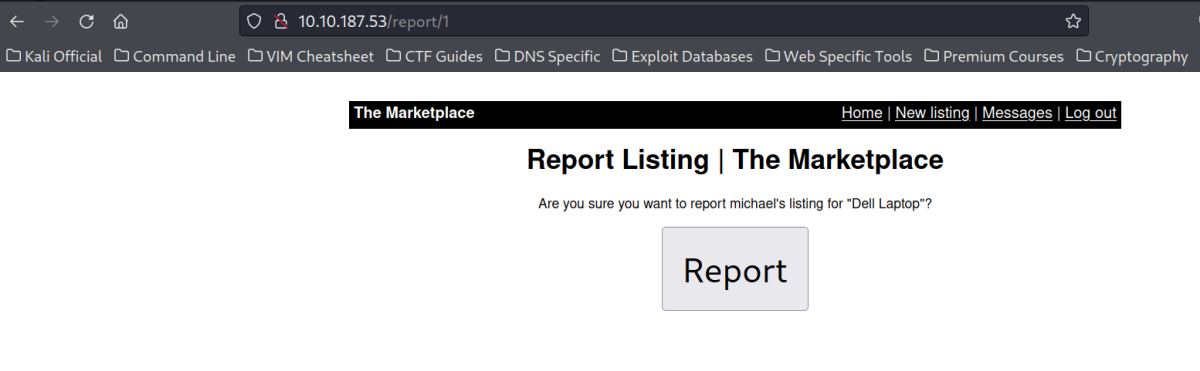 10.10.187.53/report/1
Kali Official Command Line VIM Cheatsheet CTF Guides DNS Specific Exploit Databases Web Specific Tools Premium Courses Cryptography
The Marketplace Home | New listing | Messages | Log out
Report Listing | The Marketplace
Are you sure you want to report michael's listing for "Dell Laptop"?
Report